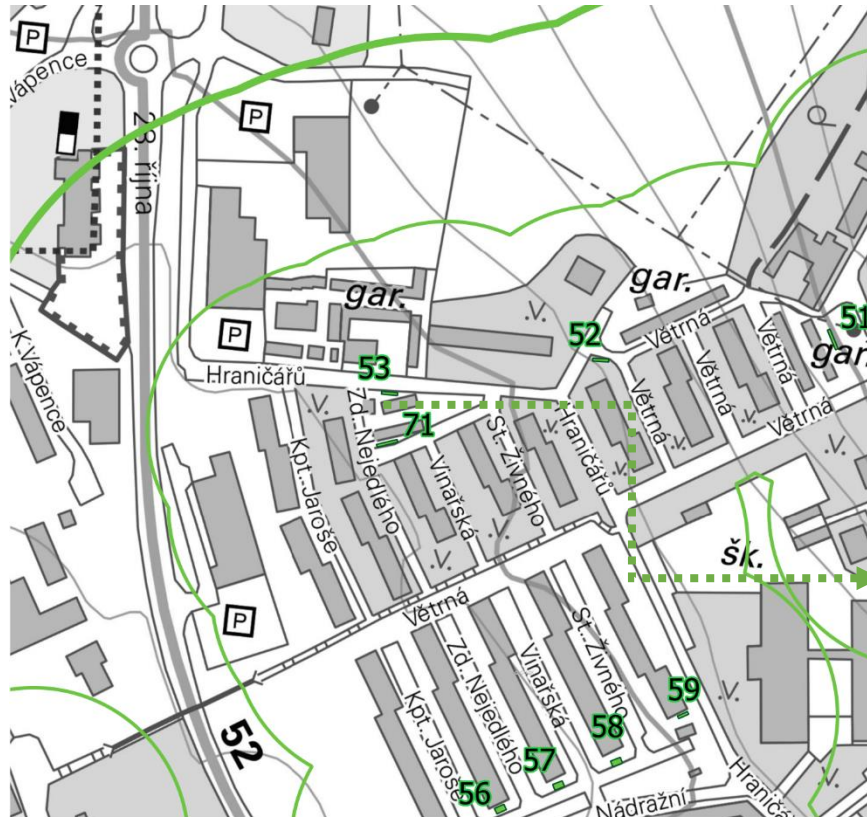 P
Vápence
28. října
P
gar.
gar.
.V.
52
51
gar.
53
Větrná
P
K Vápence
Hraničářů
71
Větrná
Větrná
Větrná
Větrná
.V.
Kpt. Jaroše
Zd. Nejedlého
Vinařská
St. Živného
Hraničářů
.V.
.V.
.V.
.V.
.V.
šk.
Větrná
P
Kpt. Jaroše
Zd. Nejedlého
Vinařská
St. Živného
59
.V.
52
58
57
56
Nádražní
Hraničá
.V.